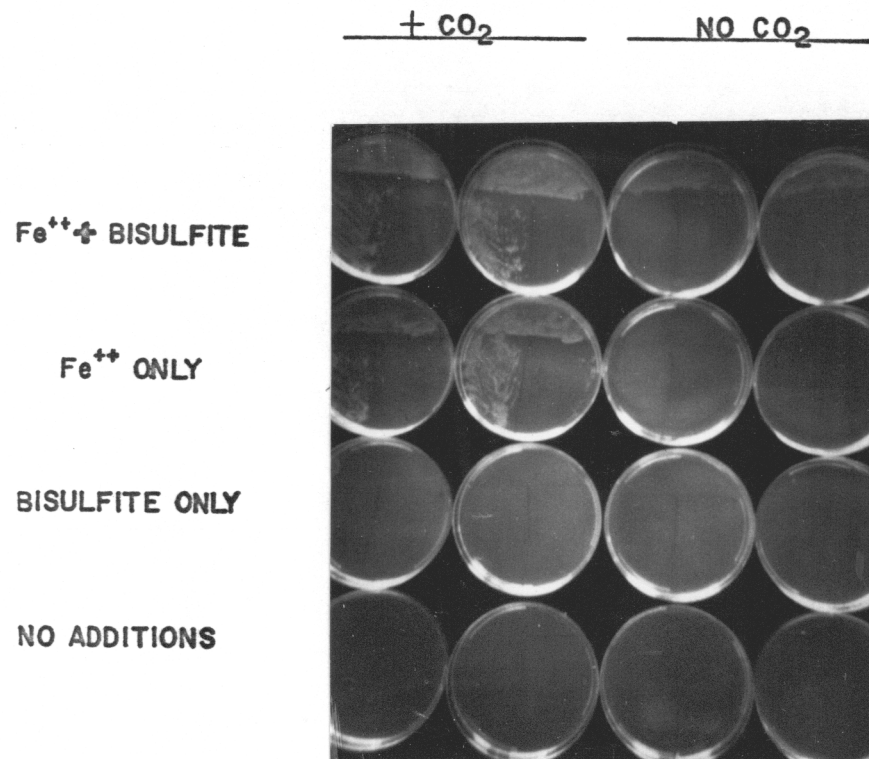 + CO₂ NO CO₂
Fe⁺⁺+ BISULFITE
Fe⁺⁺ ONLY
BISULFITE ONLY
NO ADDITIONS